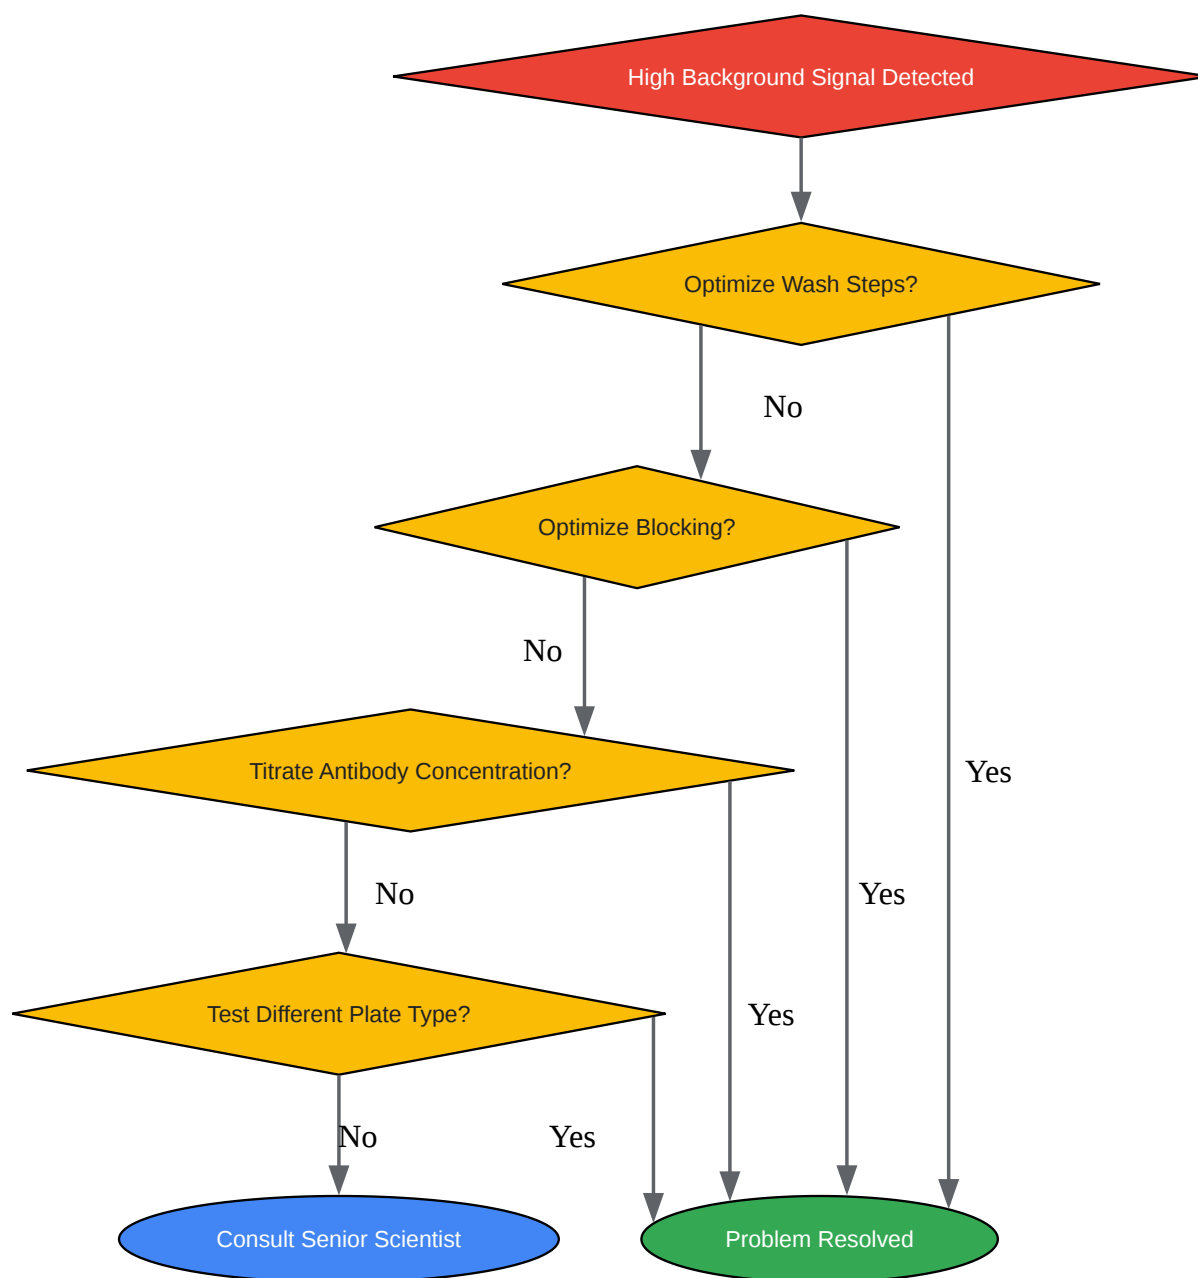 High Background Signal Detected
Optimize Wash Steps?
No
Optimize Blocking?
No
Titrate Antibody Concentration?
Yes
No
Yes
Test Different Plate Type?
Yes
No
Yes
Consult Senior Scientist
Problem Resolved